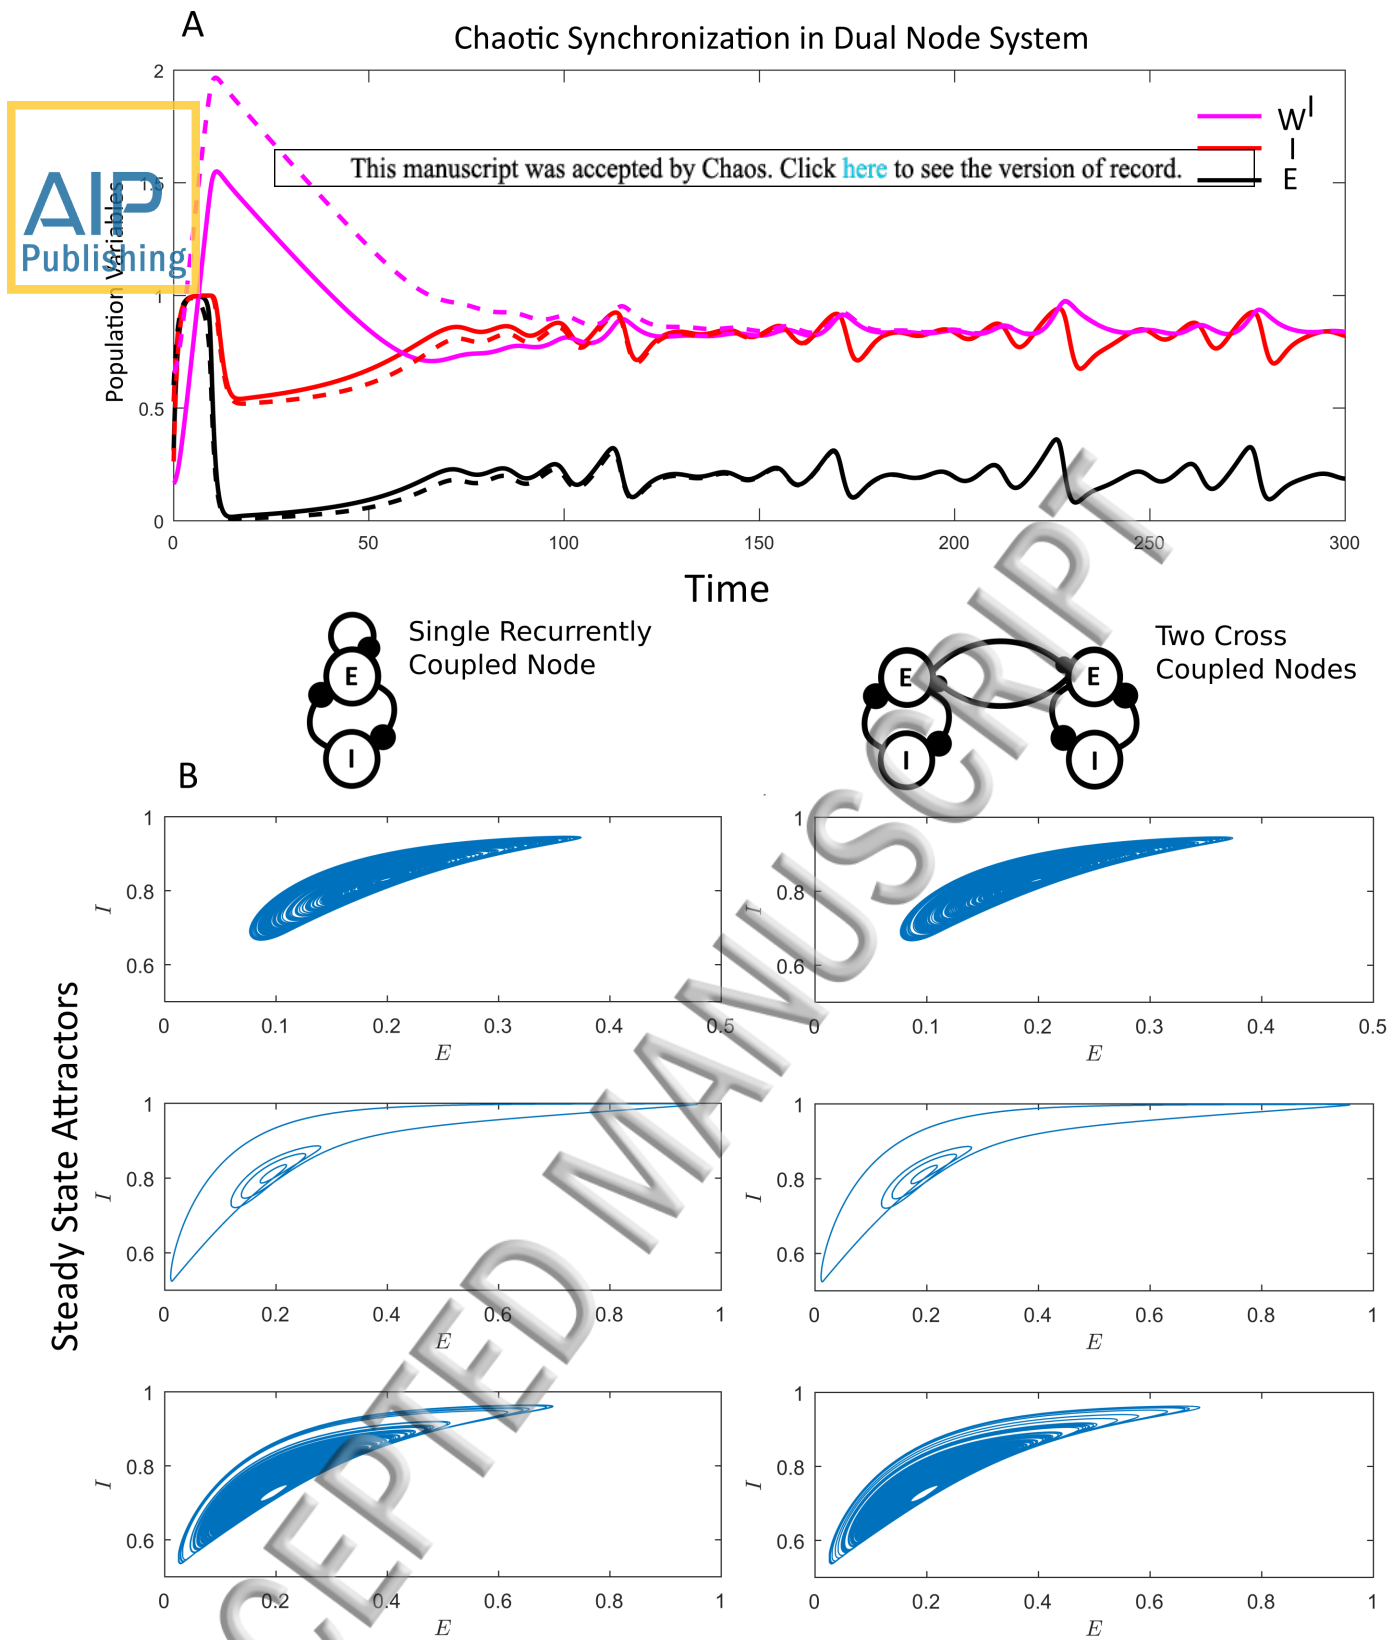 A
Chaotic Synchronization in Dual Node System
2
1.5
1
0.5
0
Population Variables
W^I
I
E
This manuscript was accepted by Chaos. Click here to see the version of record.
AIP
Publishing
0 50 100 150 200 250 300
Time
Single Recurrently
Coupled Node
E
I
Two Cross
Coupled Nodes
E E
I I
B
Steady State Attractors
1
0.8
0.6
I
0 0.1 0.2 0.3 0.4 0.5
E
1
0.8
0.6
I
0 0.1 0.2 0.3 0.4 0.5
E
1
0.8
0.6
I
0 0.2 0.4 0.6 0.8 1
E
1
0.8
0.6
I
0 0.2 0.4 0.6 0.8 1
E
1
0.8
0.6
I
0 0.2 0.4 0.6 0.8 1
E
1
0.8
0.6
I
0 0.2 0.4 0.6 0.8 1
E
CEPTED MANUSCRIPT